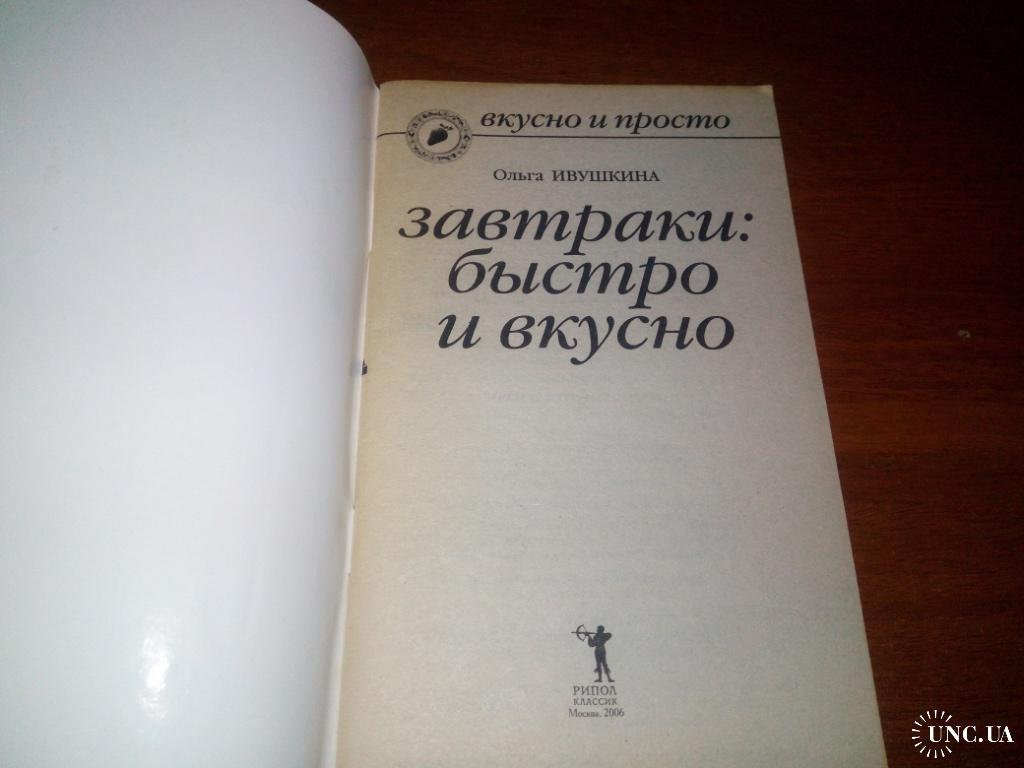 вкусно и просто
Ольга ИВУШКИНА
завтраки:
быстро
и вкусно
РИПОЛ
КЛАССИК
Москва, 2006
UNC.UA